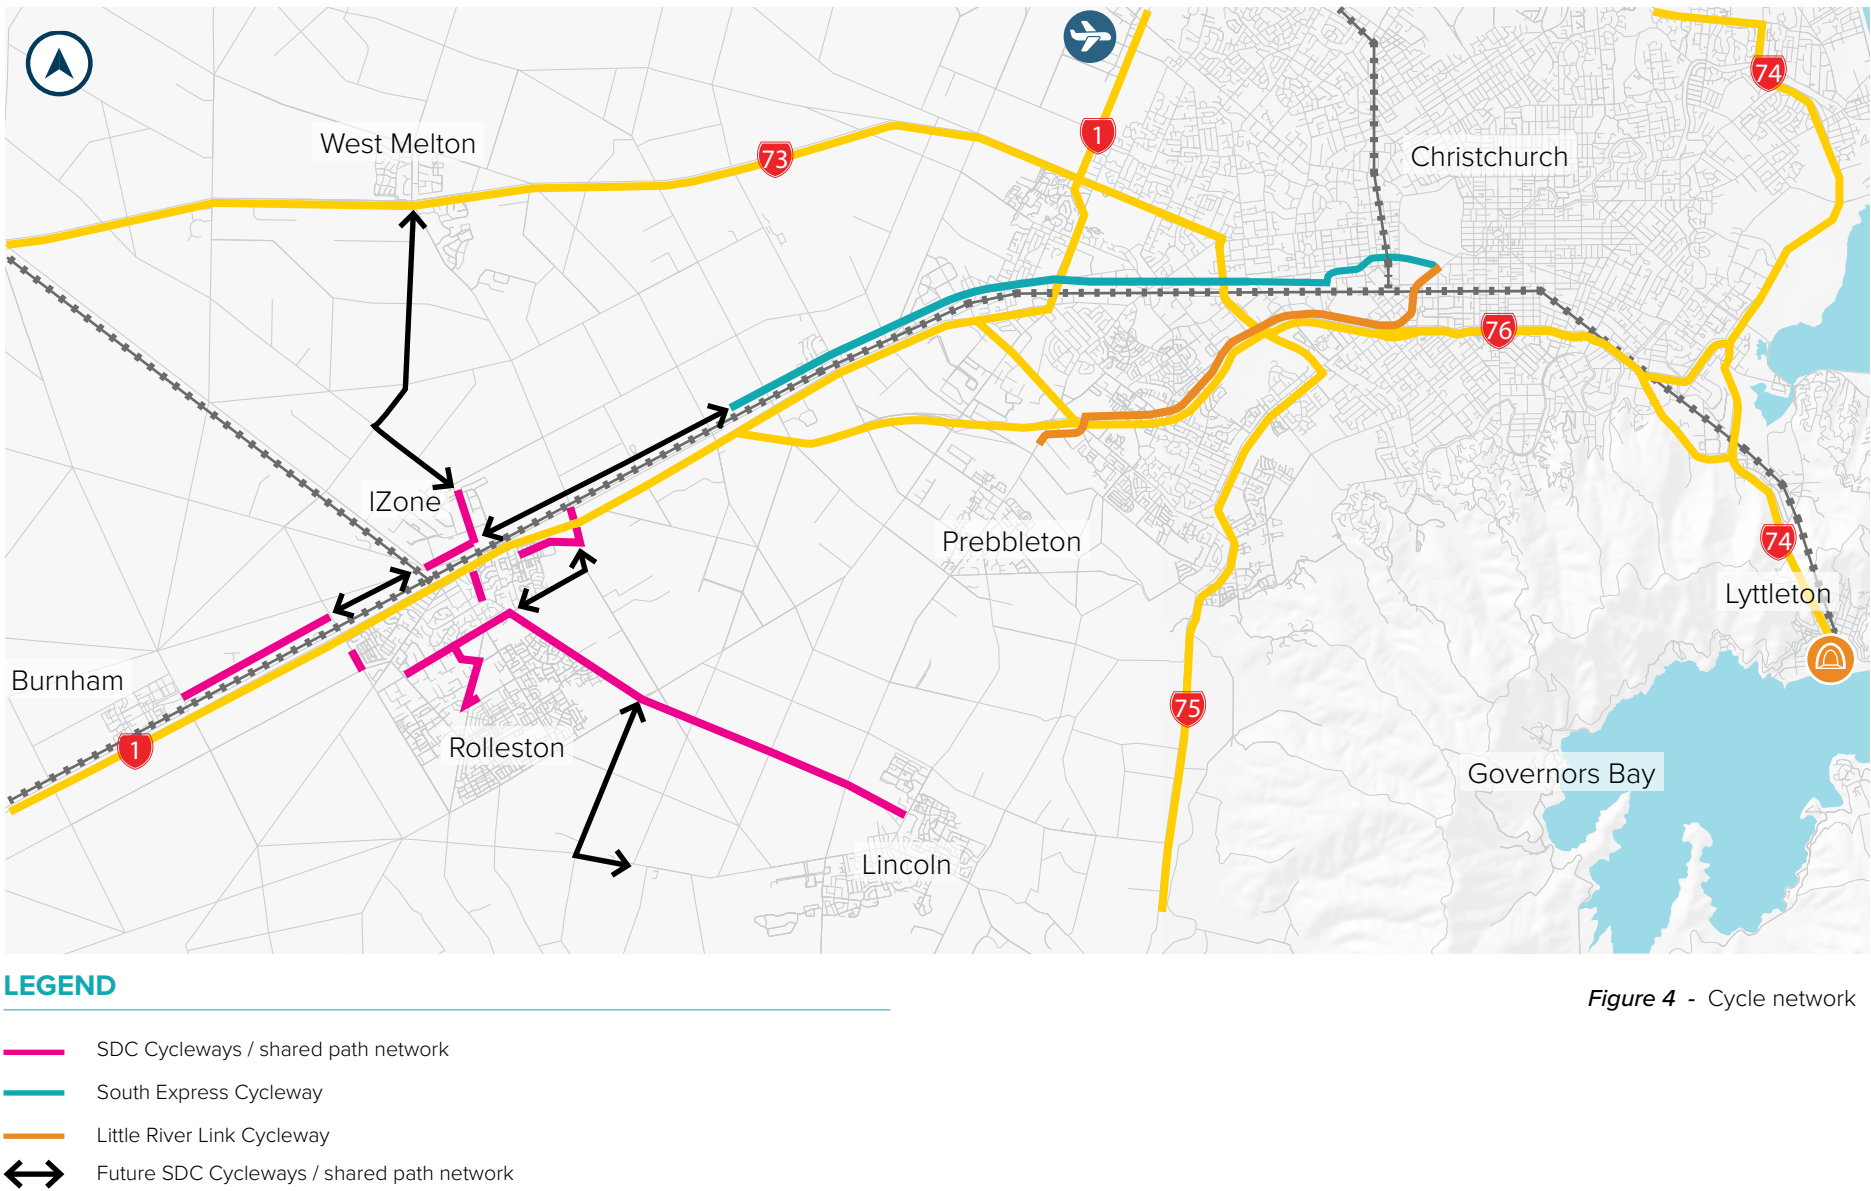 74
1
West Melton
73
Christchurch
76
IZone
Prebbleton
74
Lyttleton
Burnham
75
1
Rolleston
Governors Bay
Lincoln
LEGEND
Figure 4 - Cycle network
SDC Cycleways / shared path network
South Express Cycleway
Little River Link Cycleway
Future SDC Cycleways / shared path network